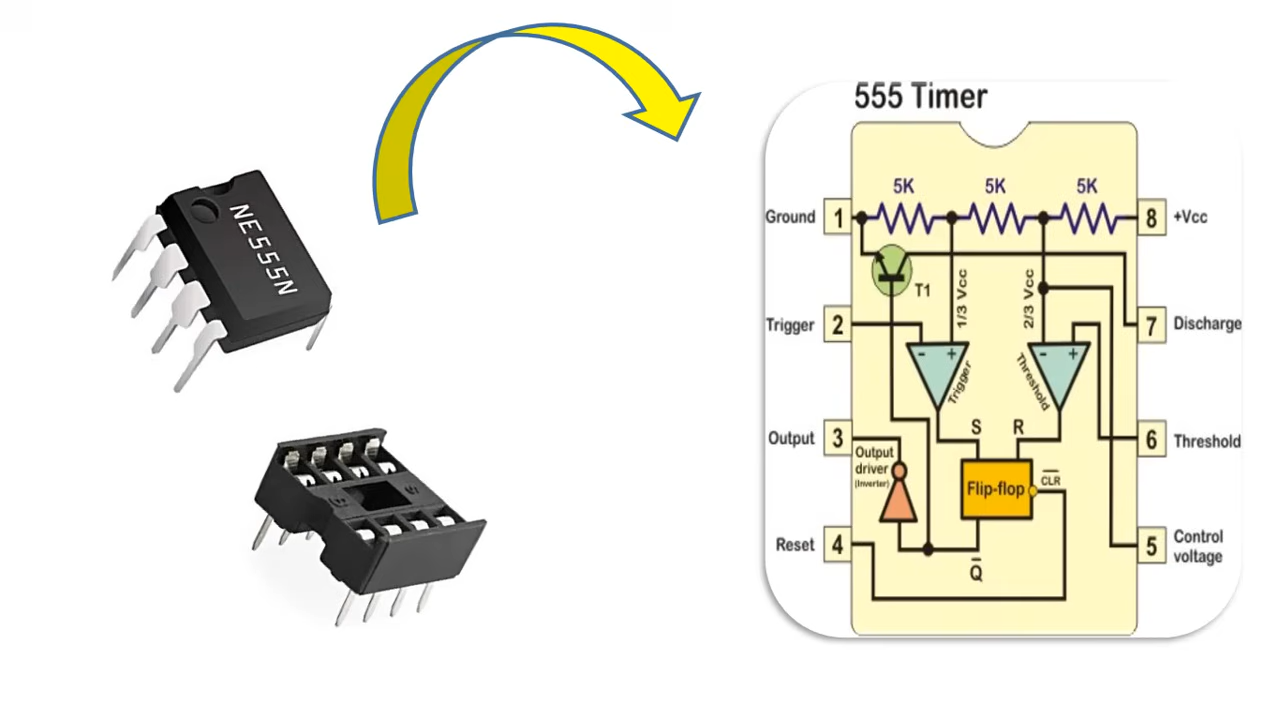 555 Timer
NE555N
5K 5K 5K
Ground 1
8 +Vcc
T1
1/3 Vcc
2/3 Vcc
Trigger 2
7 Discharge
- +
- +
Trigger
Threshold
S R
Output 3
6 Threshold
Output
driver
(Inverter)
Flip-flop
CLR
Reset 4
5 Control
voltage
Q